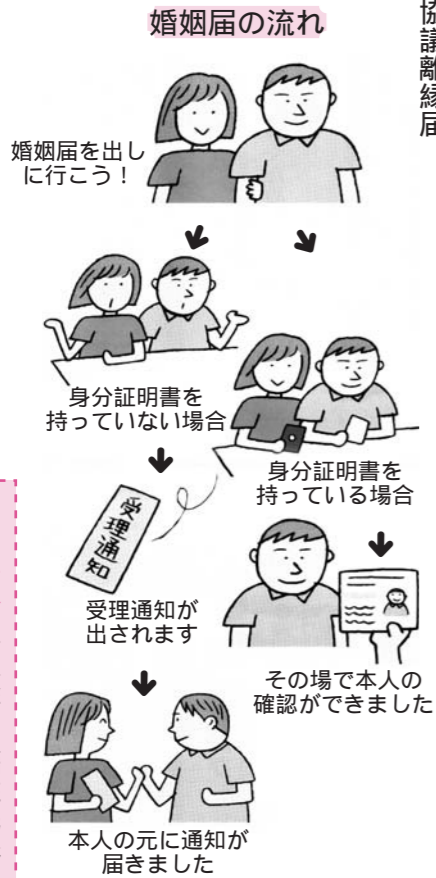 協議離縁届
婚姻届の流れ
婚姻届を出し
に行こう！
身分証明書を
持っていない場合
身分証明書を
持っている場合
受理通知
受理通知が
出されます
その場で本人の
確認ができました
本人の元に通知が
届きました